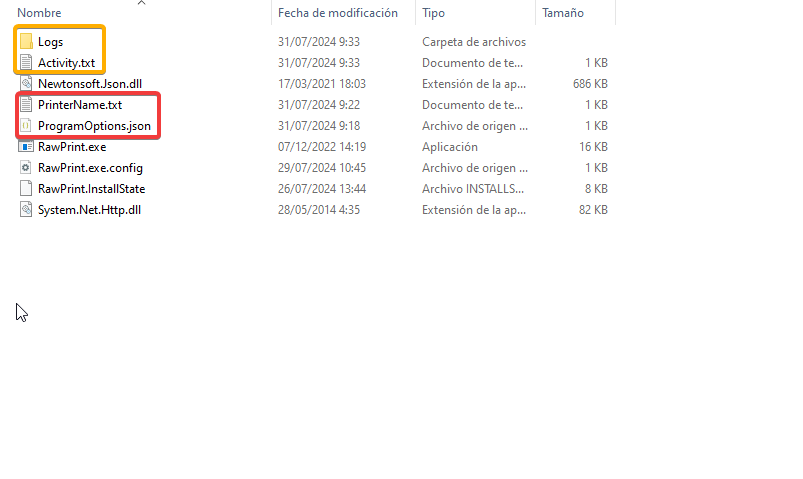 Nombre Fecha de modificación Tipo Tamaño
Logs 31/07/2024 9:33 Carpeta de archivos
Activity.txt 31/07/2024 9:33 Documento de te... 1 KB
Newtonsoft.Json.dll 17/03/2021 18:03 Extensión de la ap... 686 KB
PrinterName.txt 31/07/2024 9:22 Documento de te... 1 KB
ProgramOptions.json 31/07/2024 9:18 Archivo de origen ... 1 KB
RawPrint.exe 07/12/2022 14:19 Aplicación 16 KB
RawPrint.exe.config 29/07/2024 10:45 Archivo de origen ... 1 KB
RawPrint.InstallState 26/07/2024 13:44 Archivo INSTALLS... 8 KB
System.Net.Http.dll 28/05/2014 4:35 Extensión de la ap... 82 KB